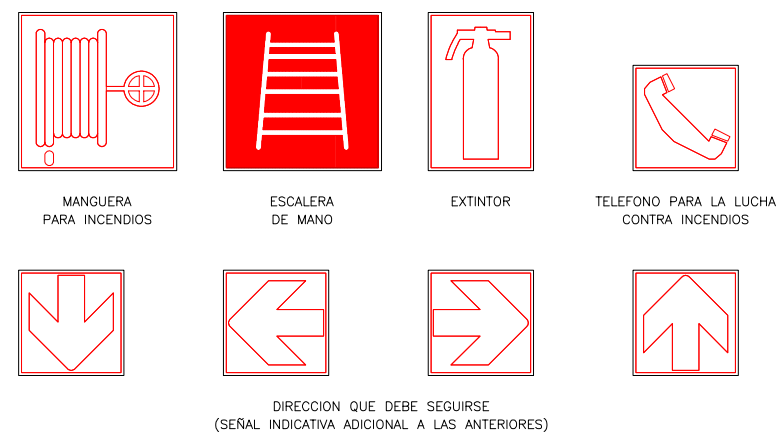 MANGUERA
PARA INCENDIOS
ESCALERA
DE MANO
EXTINTOR
TELEFONO PARA LA LUCHA
CONTRA INCENDIOS
DIRECCION QUE DEBE SEGUIRSE
(SEÑAL INDICATIVA ADICIONAL A LAS ANTERIORES)